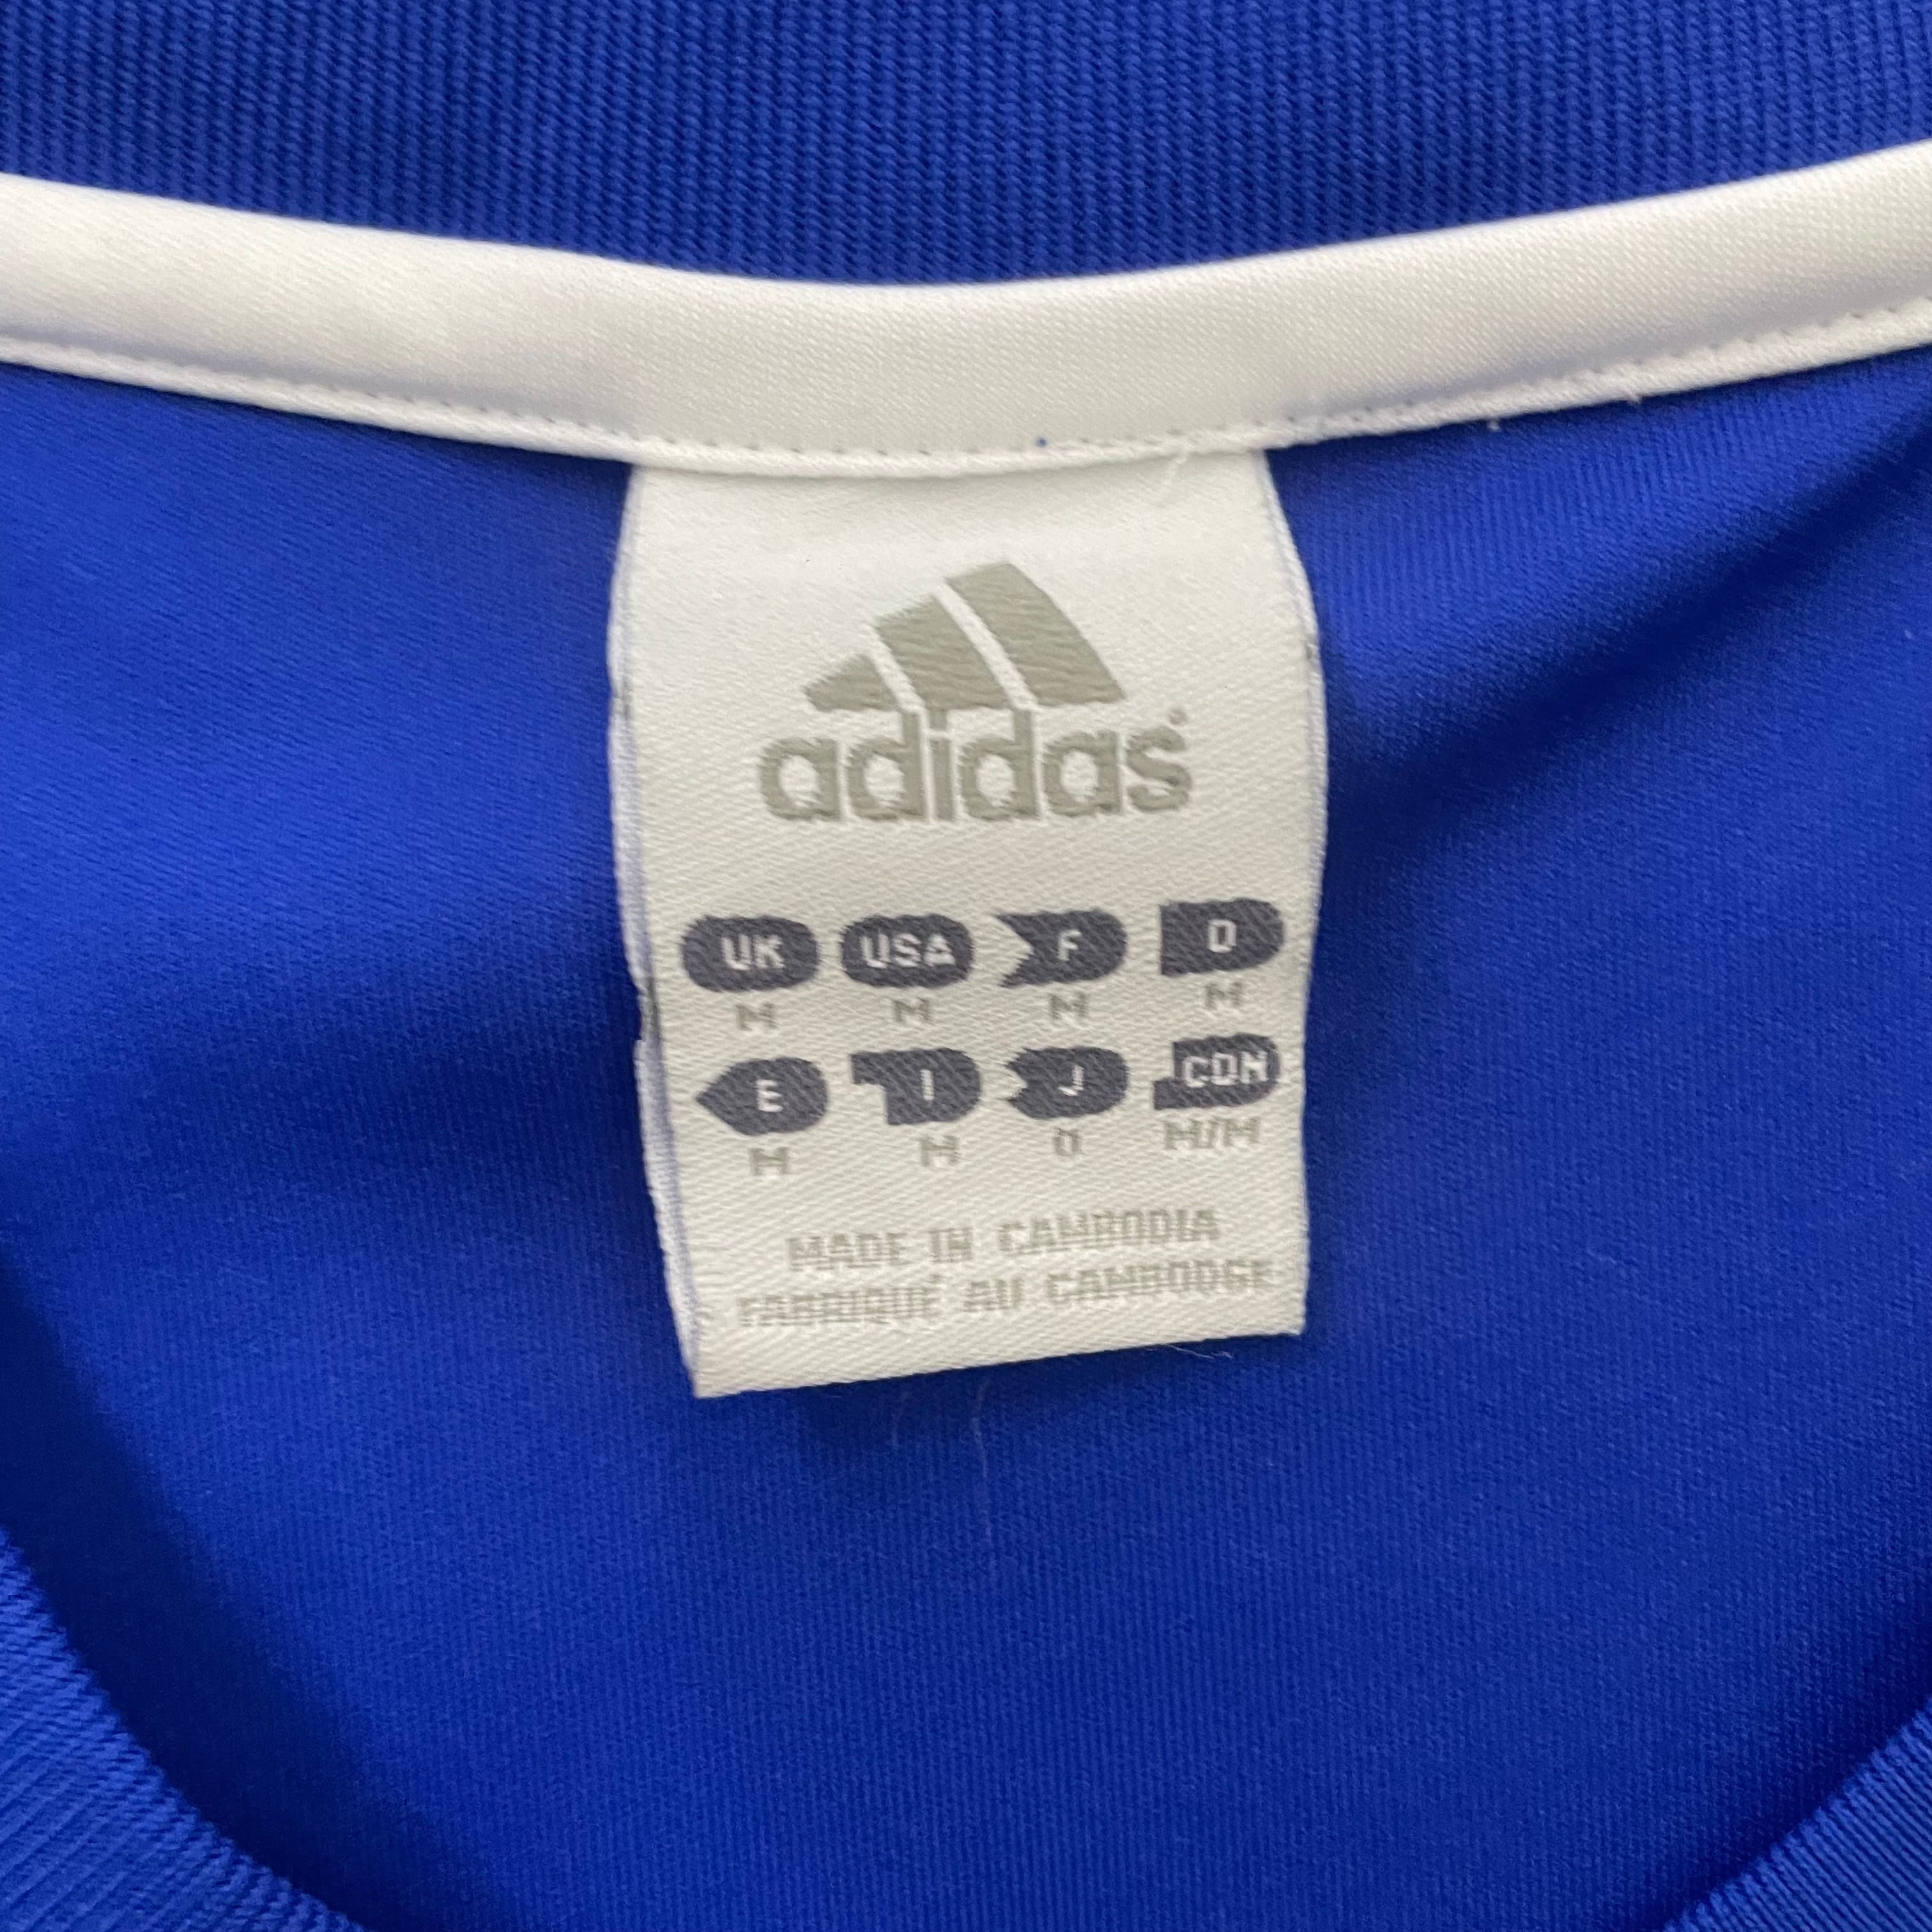 adidas
UK USA F D
M M M M
E I J CDN
M M O M/M
MADE IN CAMBODIA
FABRIQUÉ AU CAMBODGE